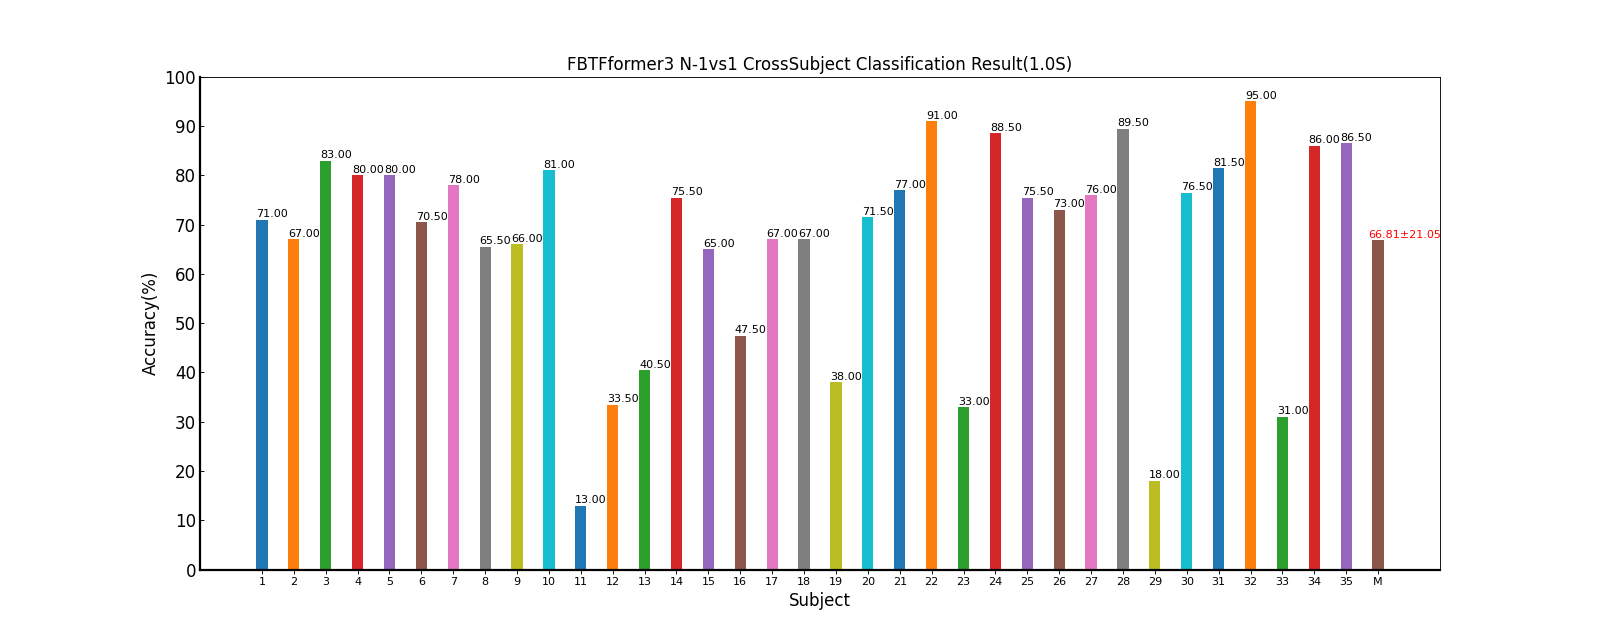 FBTFformer3 N-1vs1 CrossSubject Classification Result(1.0S)
Accuracy(%)
100
90
80
70
60
50
40
30
20
10
0
71.00 67.00 83.00 80.00 80.00 70.50 78.00 65.50 66.00 81.00 13.00 33.50 40.50 75.50 65.00 47.50 67.00 67.00 38.00 71.50 77.00 91.00 33.00 88.50 75.50 73.00 76.00 89.50 18.00 76.50 81.50 95.00 31.00 86.00 86.50 66.81±21.05
1 2 3 4 5 6 7 8 9 10 11 12 13 14 15 16 17 18 19 20 21 22 23 24 25 26 27 28 29 30 31 32 33 34 35 M
Subject